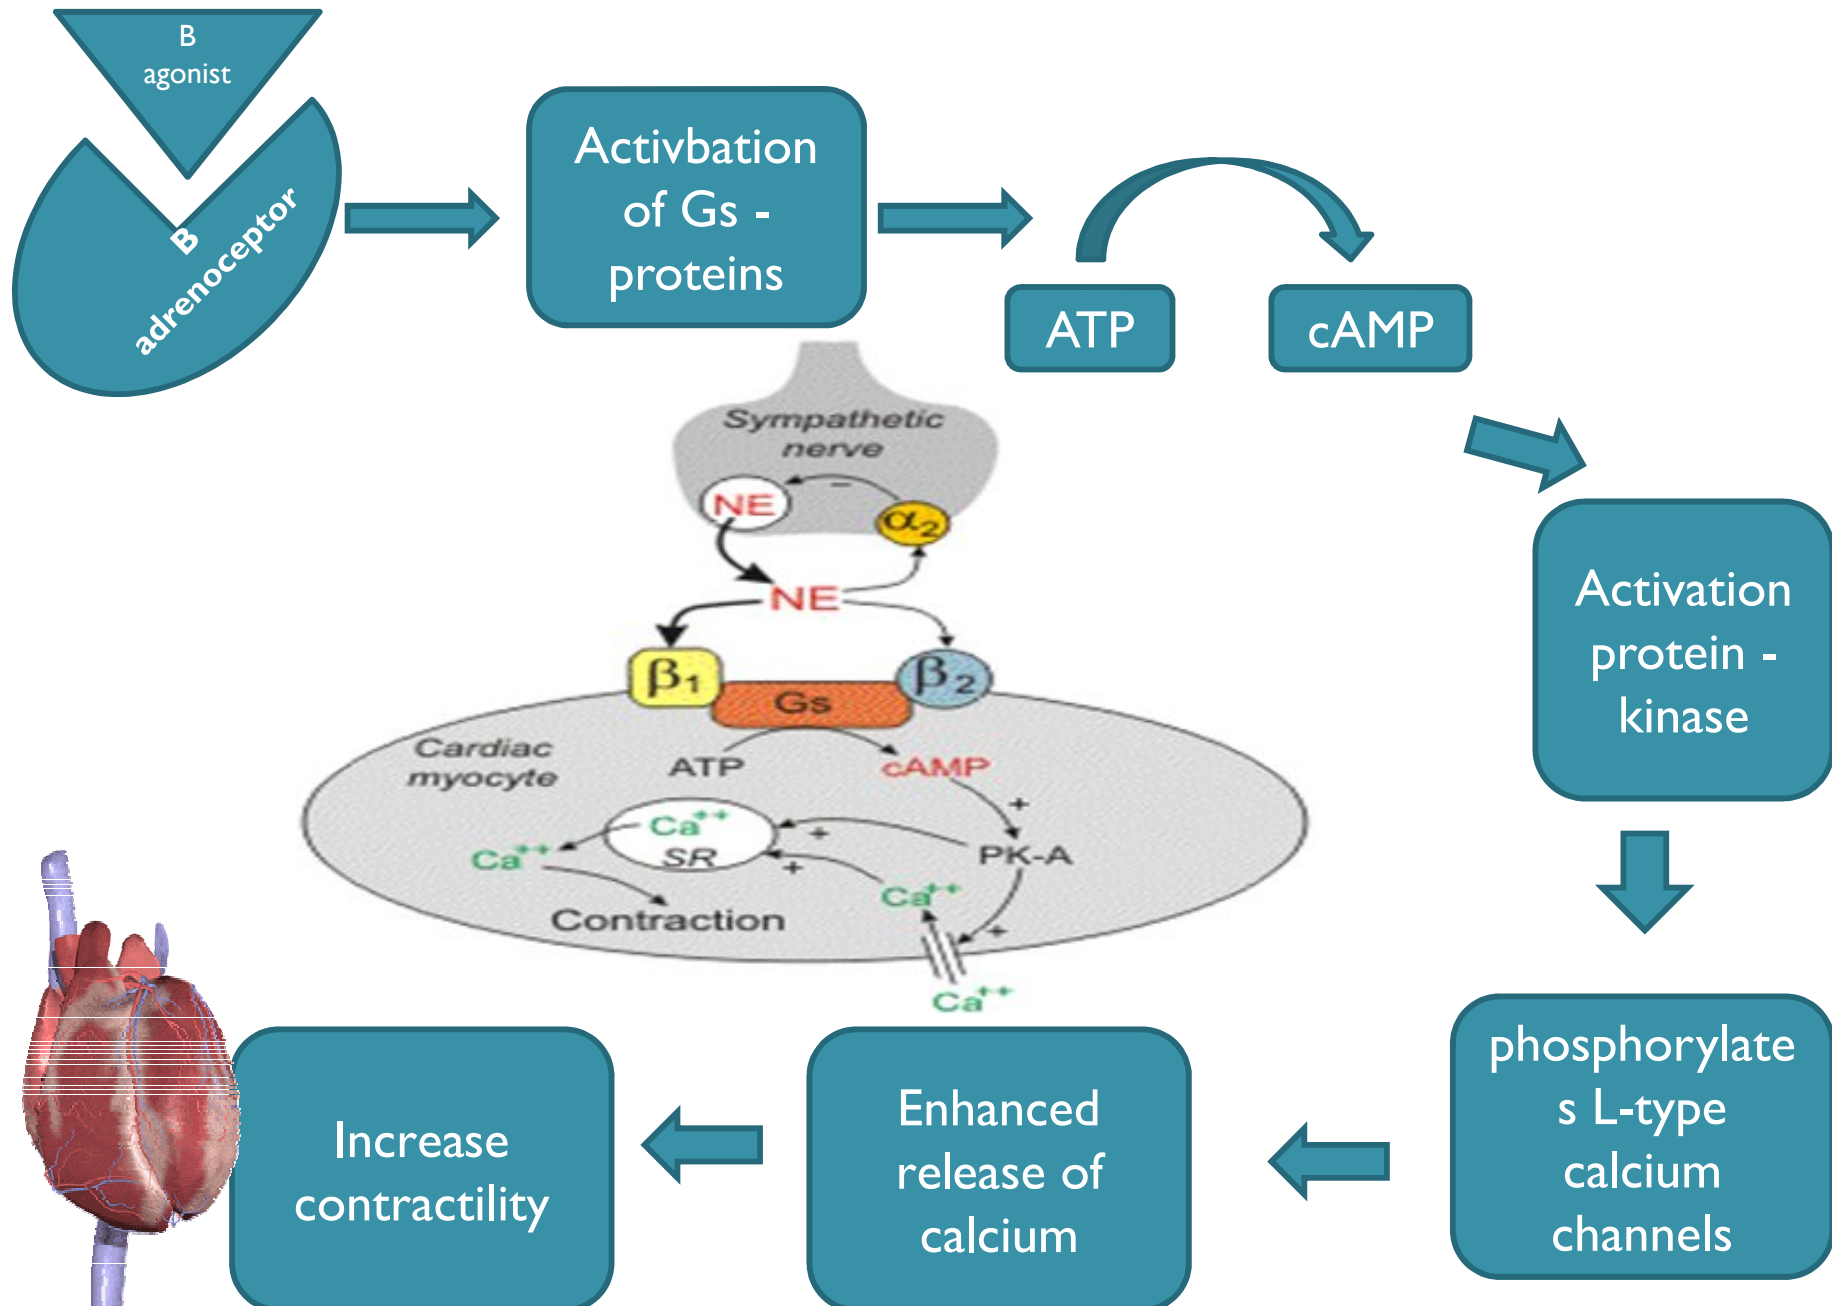 B
agonist
B
adrenoceptor
Activbation
of Gs -
proteins
ATP
cAMP
Sympathetic
nerve
NE
−
α₂
NE
β₁
Gs
β₂
Cardiac
myocyte
ATP
cAMP
+
Ca⁺⁺
SR
+
+
Ca⁺⁺
PK-A
Ca⁺⁺
+
Contraction
Ca⁺⁺
Activation
protein -
kinase
phosphorylate
s L-type
calcium
channels
Enhanced
release of
calcium
Increase
contractility